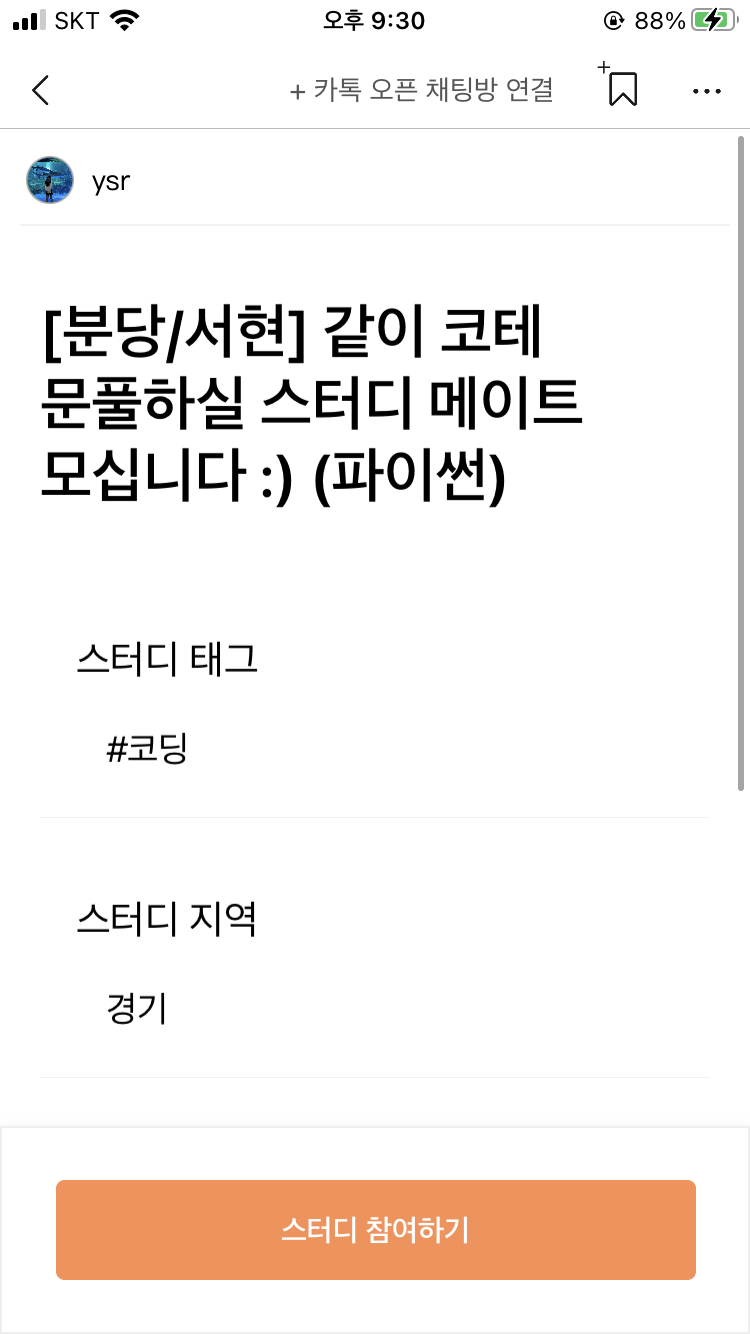 SKT 오후 9:30 88%
+ 카톡 오픈 채팅방 연결
ysr
[분당/서현] 같이 코테
문풀하실 스터디 메이트
모십니다 :) (파이썬)
스터디 태그
#코딩
스터디 지역
경기
스터디 참여하기